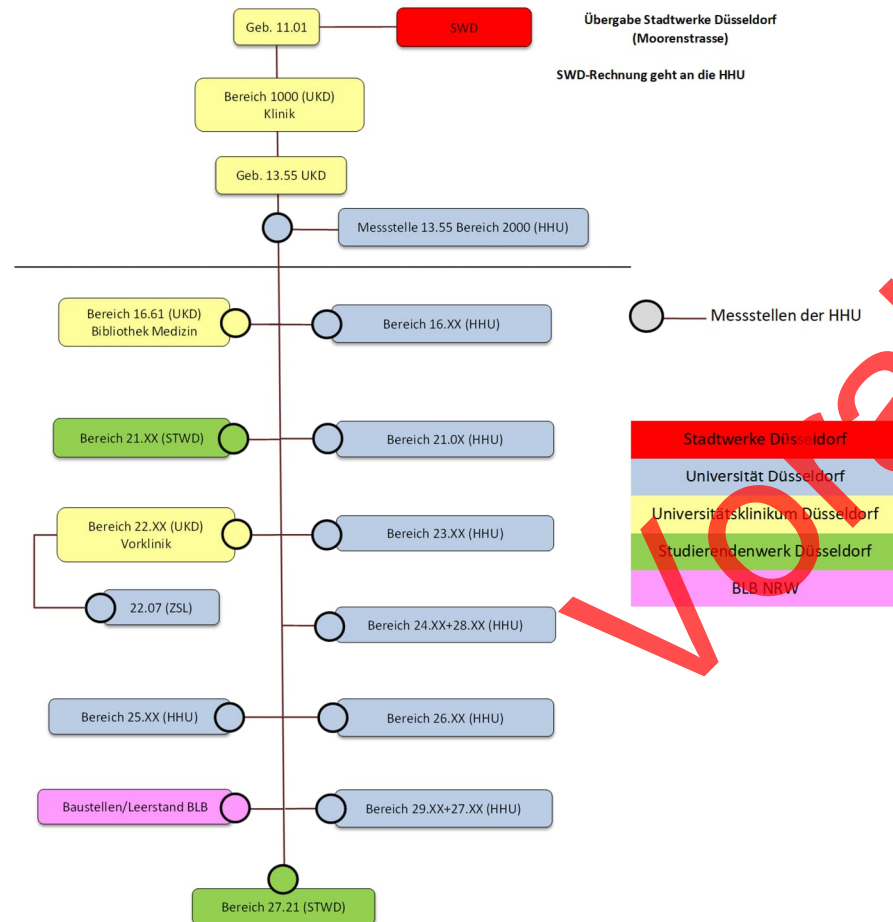 Geb. 11.01
SWD
Übergabe Stadtwerke Düsseldorf
(Moorenstrasse)
SWD-Rechnung geht an die HHU
Bereich 1000 (UKD)
Klinik
Geb. 13.55 UKD
Messstelle 13.55 Bereich 2000 (HHU)
Bereich 16.61 (UKD)
Bibliothek Medizin
Bereich 16.XX (HHU)
Messstellen der HHU
Bereich 21.XX (STWD)
Bereich 21.0X (HHU)
Stadtwerke Düsseldorf
Universität Düsseldorf
Universitätsklinikum Düsseldorf
Studierendenwerk Düsseldorf
BLB NRW
Bereich 22.XX (UKD)
Vorklinik
Bereich 23.XX (HHU)
22.07 (ZSL)
Bereich 24.XX+28.XX (HHU)
Bereich 25.XX (HHU)
Bereich 26.XX (HHU)
Baustellen/Leerstand BLB
Bereich 29.XX+27.XX (HHU)
Bereich 27.21 (STWD)